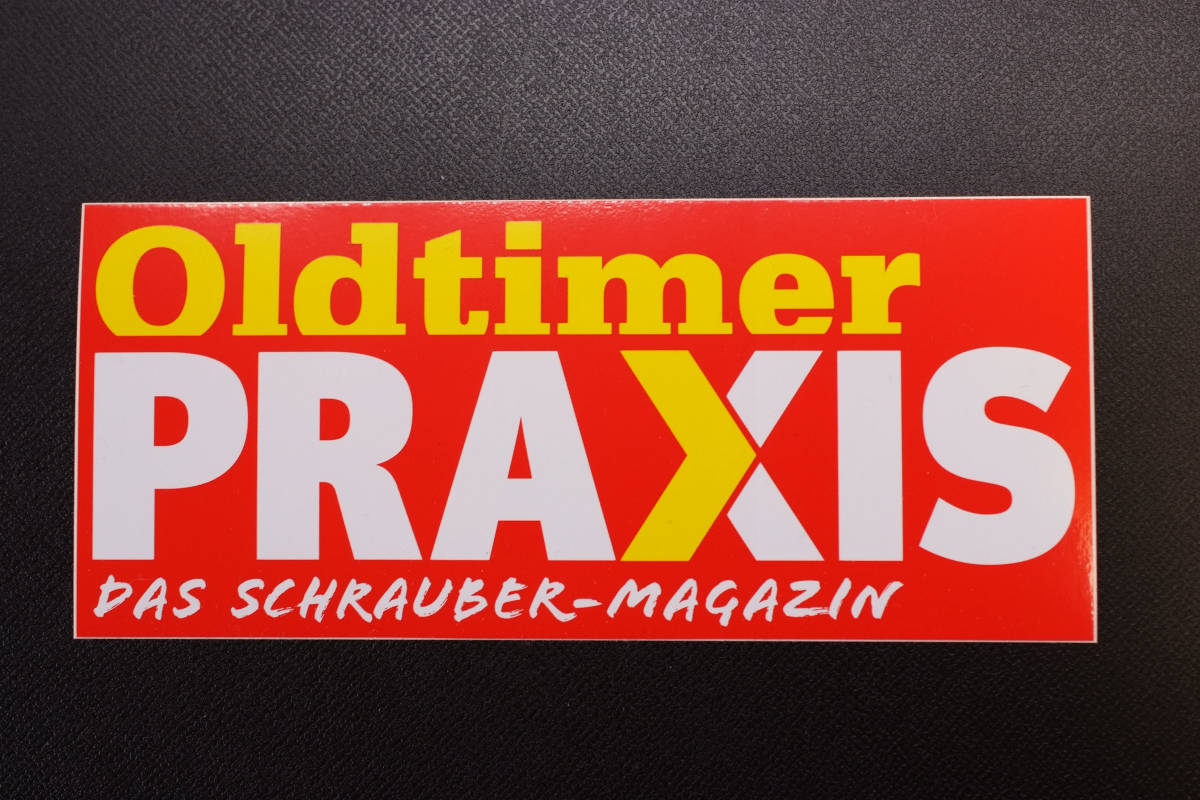 Oldtimer
PRAXIS
DAS SCHRAUBER-MAGAZIN